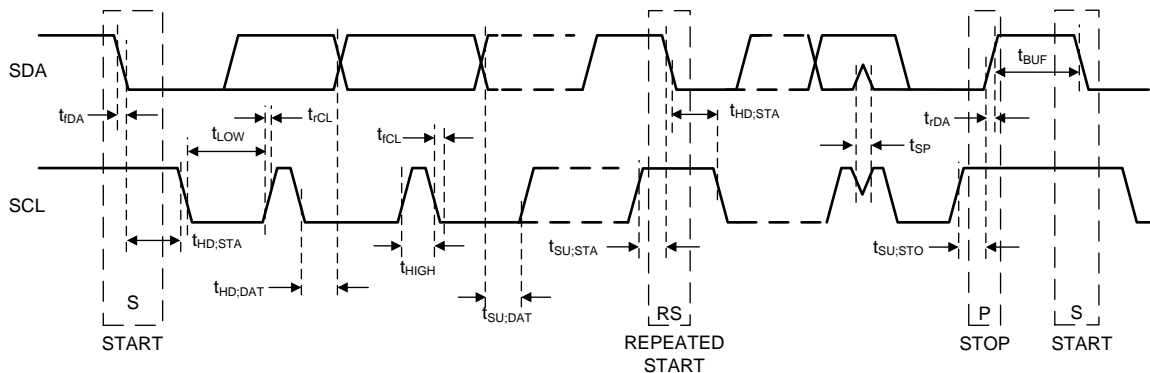 SDA
t_fDA
t_LOW
t_rCL
t_fCL
t_HD;STA
t_SP
t_rDA
t_BUF
SCL
t_HD;STA
t_HD;DAT
t_HIGH
t_SU;DAT
t_SU;STA
t_SU;STO
S
START
RS
REPEATED
START
P
STOP
S
START